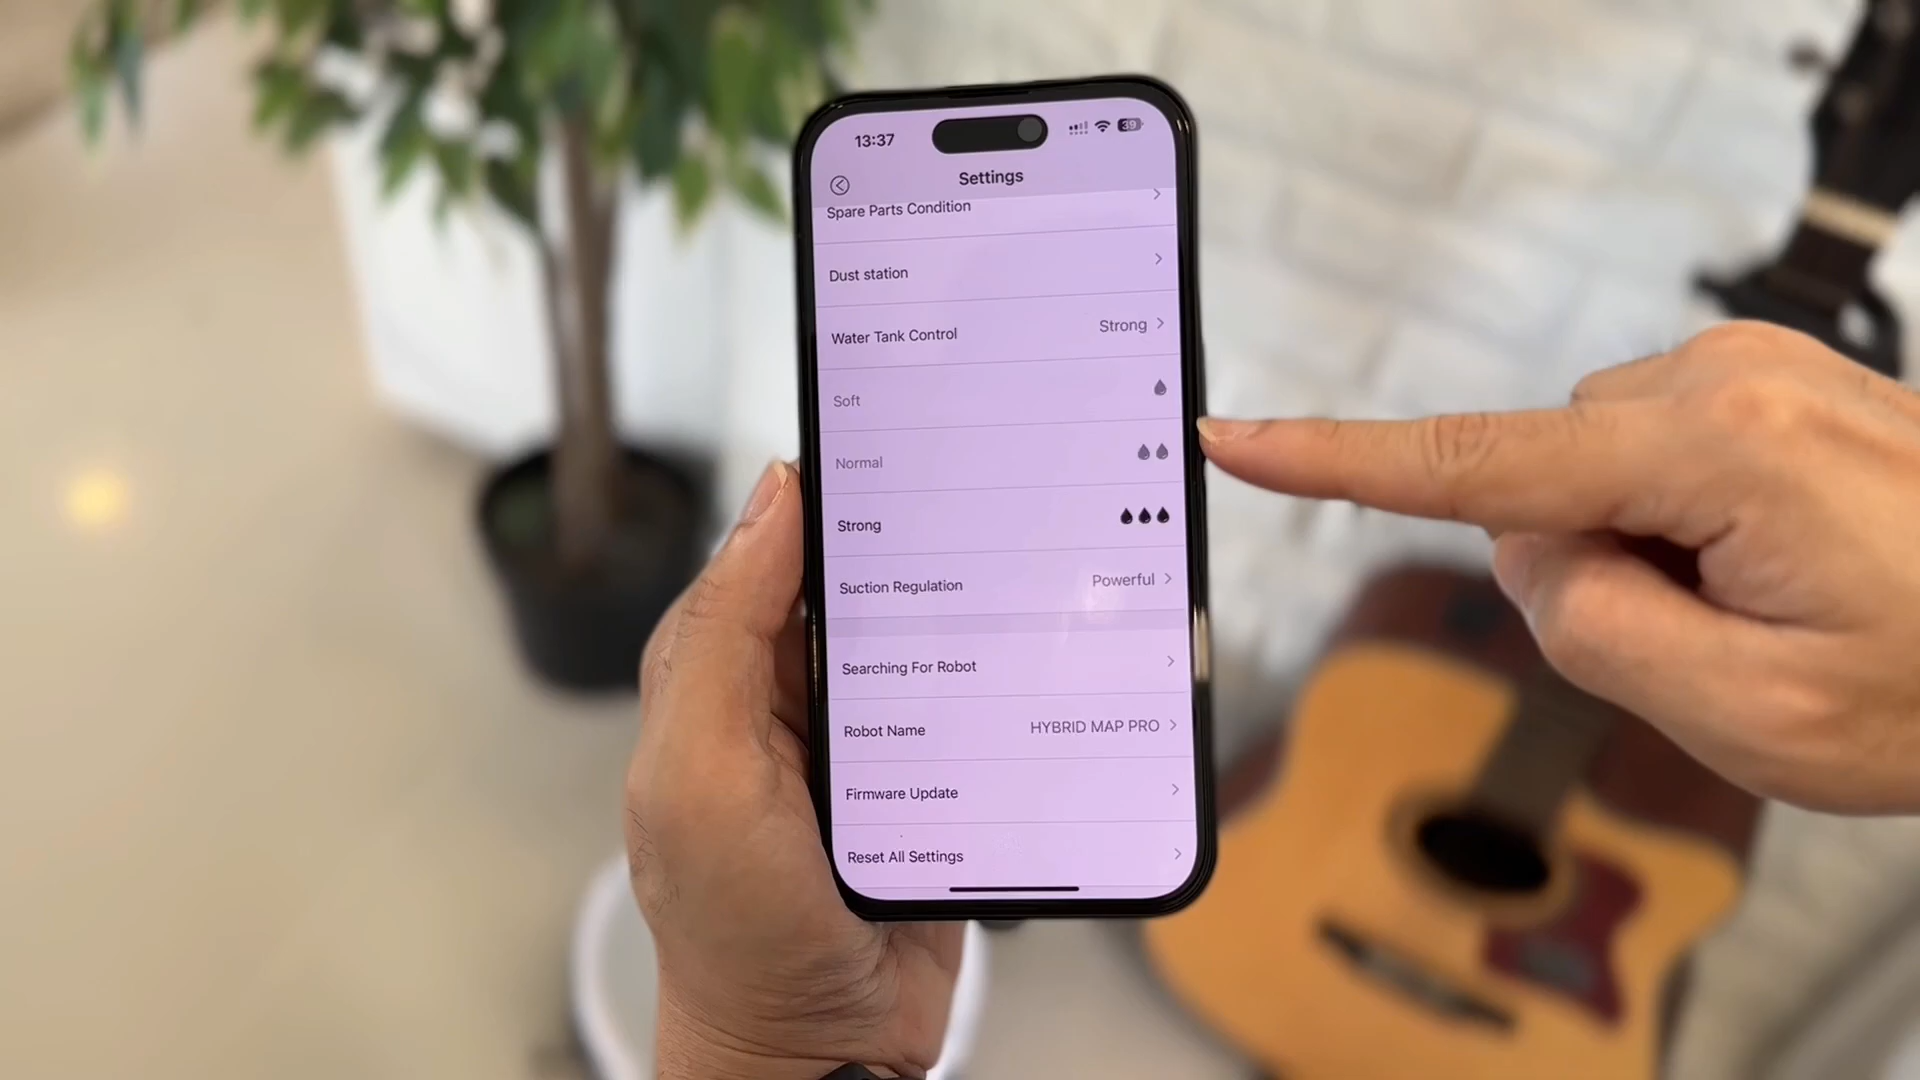 13:37
39
Settings
Spare Parts Condition
Dust station
Water Tank Control Strong
Soft
Normal
Strong
Suction Regulation Powerful
Searching For Robot
Robot Name HYBRID MAP PRO
Firmware Update
Reset All Settings